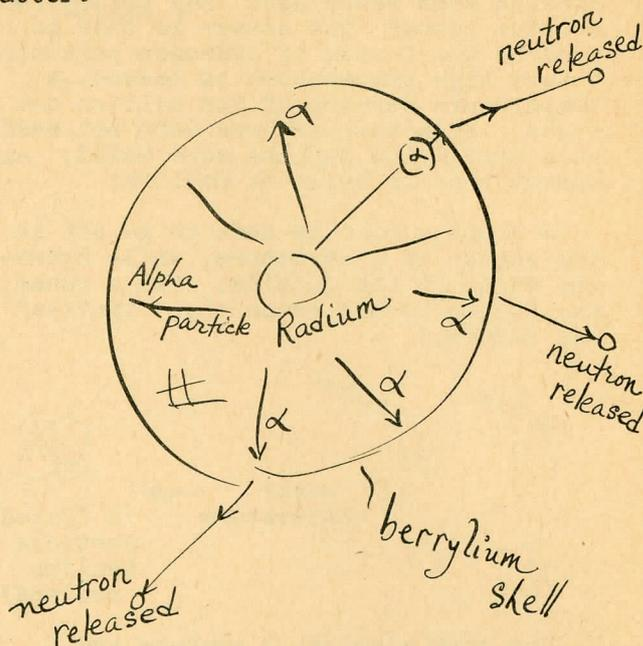 neutron
released
α
α
Alpha
particle
Radium
α
α
α
neutron
released
berrylium
shell
neutron
released